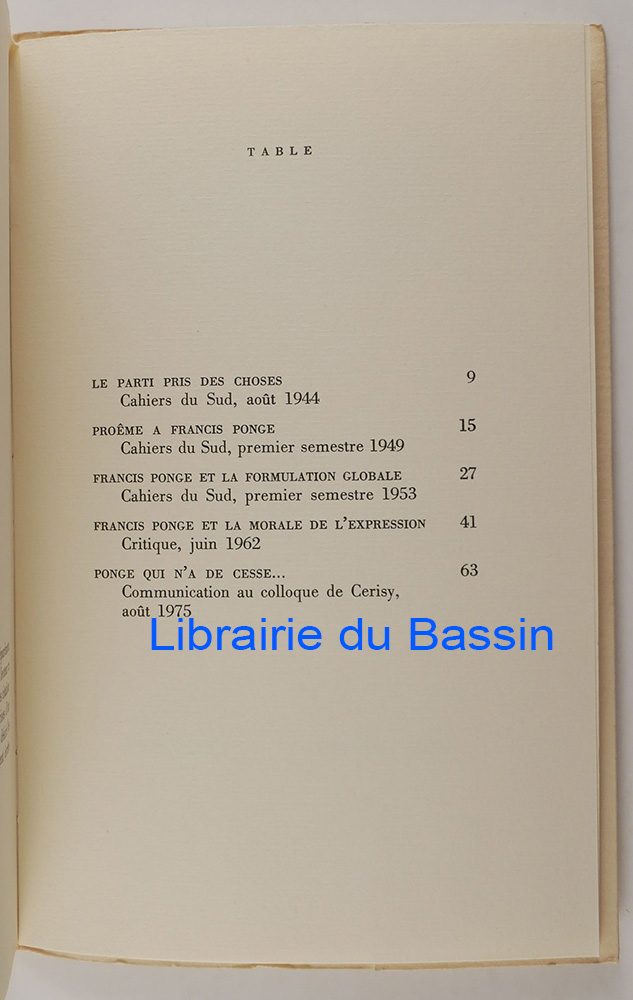 TABLE
LE PARTI PRIS DES CHOSES 9
Cahiers du Sud, août 1944
PROÊME A FRANCIS PONGE 15
Cahiers du Sud, premier semestre 1949
FRANCIS PONGE ET LA FORMULATION GLOBALE 27
Cahiers du Sud, premier semestre 1953
FRANCIS PONGE ET LA MORALE DE L'EXPRESSION 41
Critique, juin 1962
PONGE QUI N'A DE CESSE... 63
Communication au colloque de Cerisy,
août 1975
Librairie du Bassin